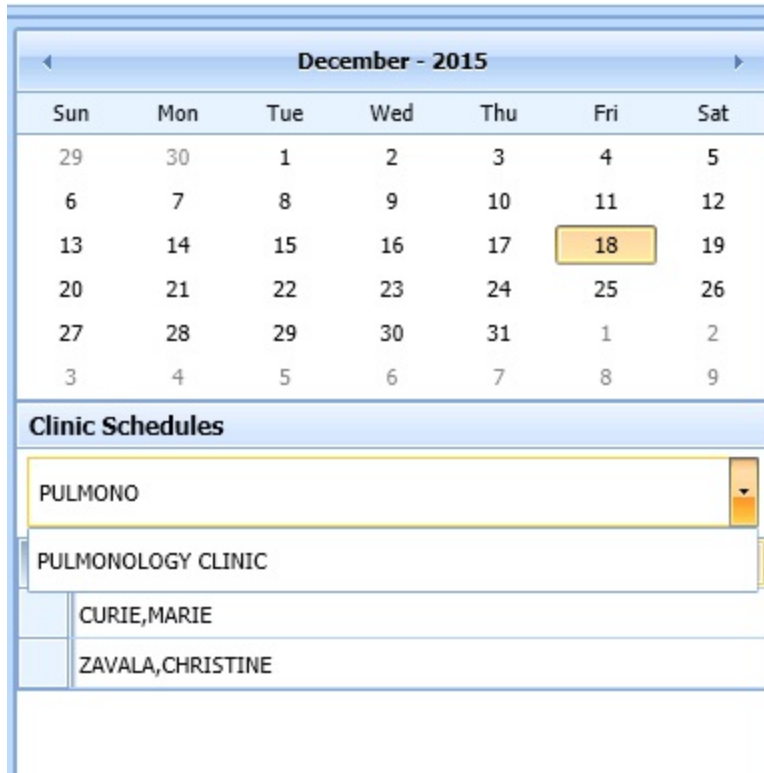 December - 2015
Sun Mon Tue Wed Thu Fri Sat
29 30 1 2 3 4 5
6 7 8 9 10 11 12
13 14 15 16 17 18 19
20 21 22 23 24 25 26
27 28 29 30 31 1 2
3 4 5 6 7 8 9
Clinic Schedules
PULMONO
PULMONOLOGY CLINIC
CURIE,MARIE
ZAVALA,CHRISTINE